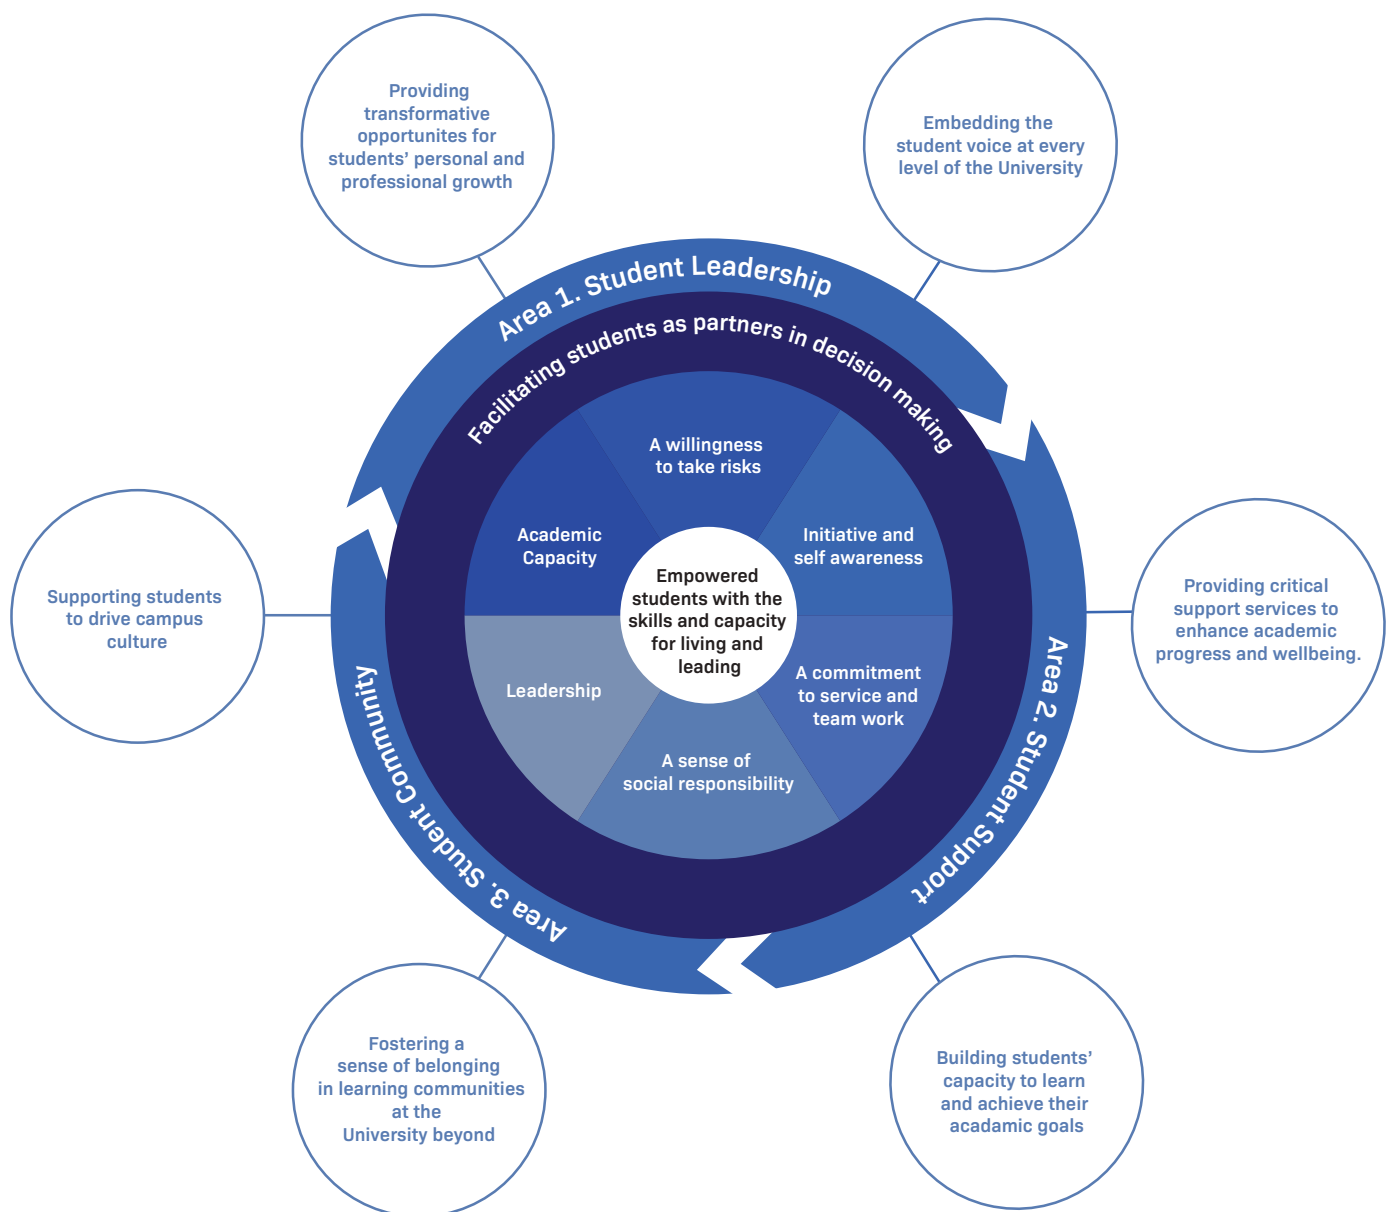 Providing
transformative
opportunites for
students’ personal and
professional growth
Embedding the
student voice at every
level of the University
Area 1. Student Leadership
Facilitating students as partners in decision making
A willingness
to take risks
Academic
Capacity
Initiative and
self awareness
Empowered
students with the
skills and capacity
for living and
leading
Supporting students
to drive campus
culture
Providing critical
support services to
enhance academic
progress and wellbeing.
Leadership
A commitment
to service and
team work
A sense of
social responsibility
Area 2. Student Support
Area 3. Student Community
Fostering a
sense of belonging
in learning communities
at the
University beyond
Building students’
capacity to learn
and achieve their
acadamic goals